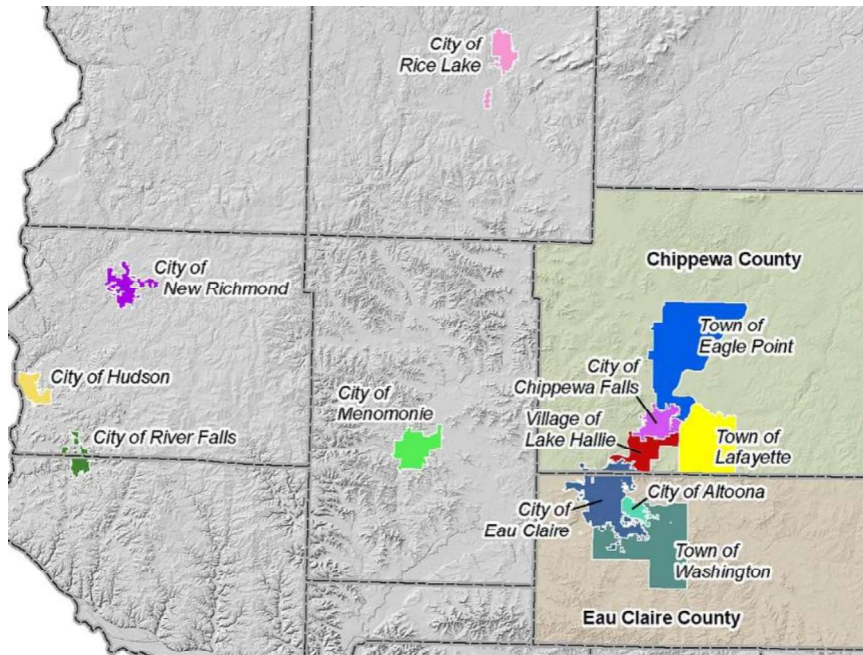 City of
Rice Lake
City of
New Richmond
Chippewa County
Town of
Eagle Point
City of Hudson
City of
Chippewa Falls
City of
Menomonie
Village of
Lake Hallie
City of River Falls
Town of
Lafayette
City of Altoona
City of
Eau Claire
Town of
Washington
Eau Claire County